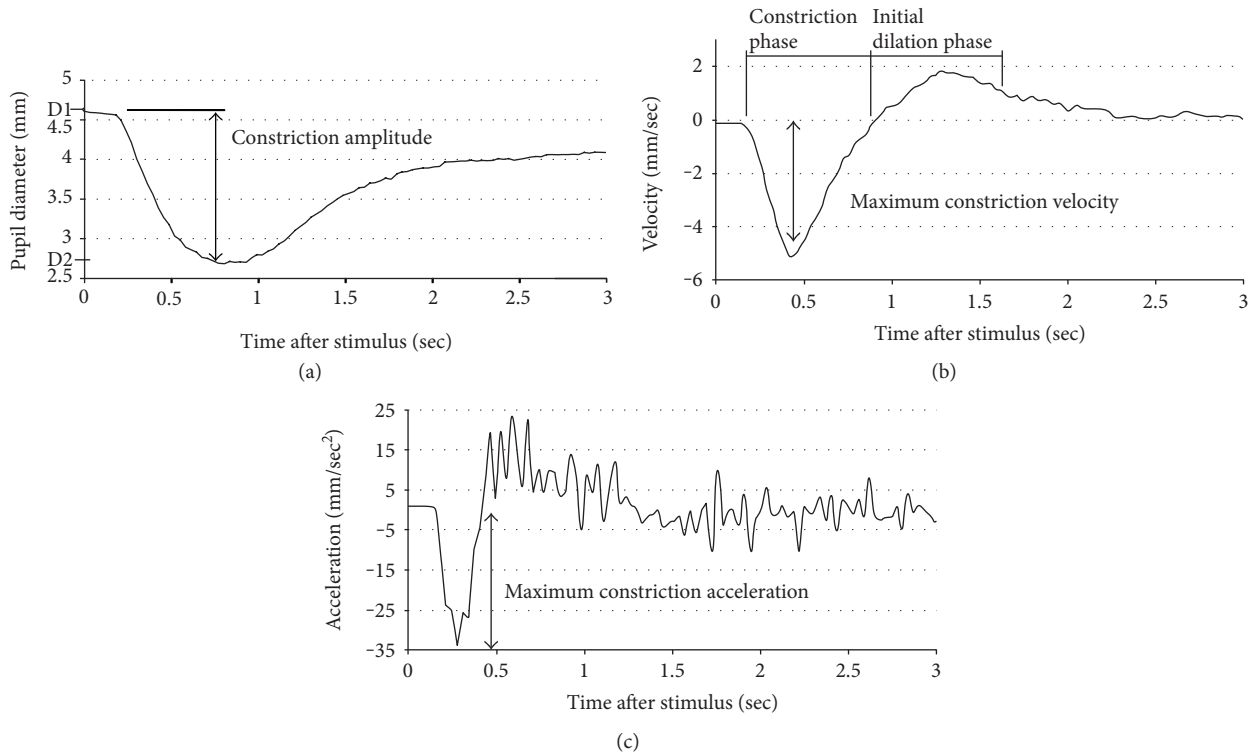 5
D1
4.5
4
3.5
3
D2
2.5
Pupil diameter (mm)
Constriction amplitude
0
0.5
1
1.5
2
2.5
3
Time after stimulus (sec)
(a)
Constriction phase
Initial dilation phase
2
0
-2
-4
-6
Velocity (mm/sec)
Maximum constriction velocity
0
0.5
1
1.5
2
2.5
3
Time after stimulus (sec)
(b)
25
15
5
-5
-15
-25
-35
Acceleration (mm/sec²)
Maximum constriction acceleration
0
0.5
1
1.5
2
2.5
3
Time after stimulus (sec)
(c)